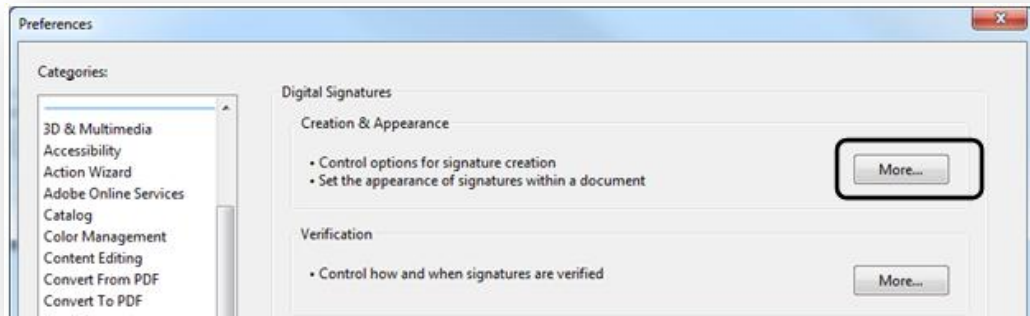 Preferences
Categories:
3D & Multimedia
Accessibility
Action Wizard
Adobe Online Services
Catalog
Color Management
Content Editing
Convert From PDF
Convert To PDF
Digital Signatures
Creation & Appearance
• Control options for signature creation
• Set the appearance of signatures within a document
More...
Verification
• Control how and when signatures are verified
More...